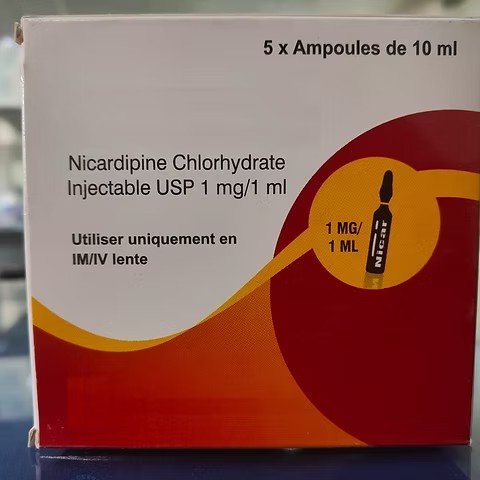 5 x Ampoules de 10 ml
Nicardipine Chlorhydrate
Injectable USP 1 mg/1 ml
Utiliser uniquement en
IM/IV lente
1 MG/
1 ML
Nicar